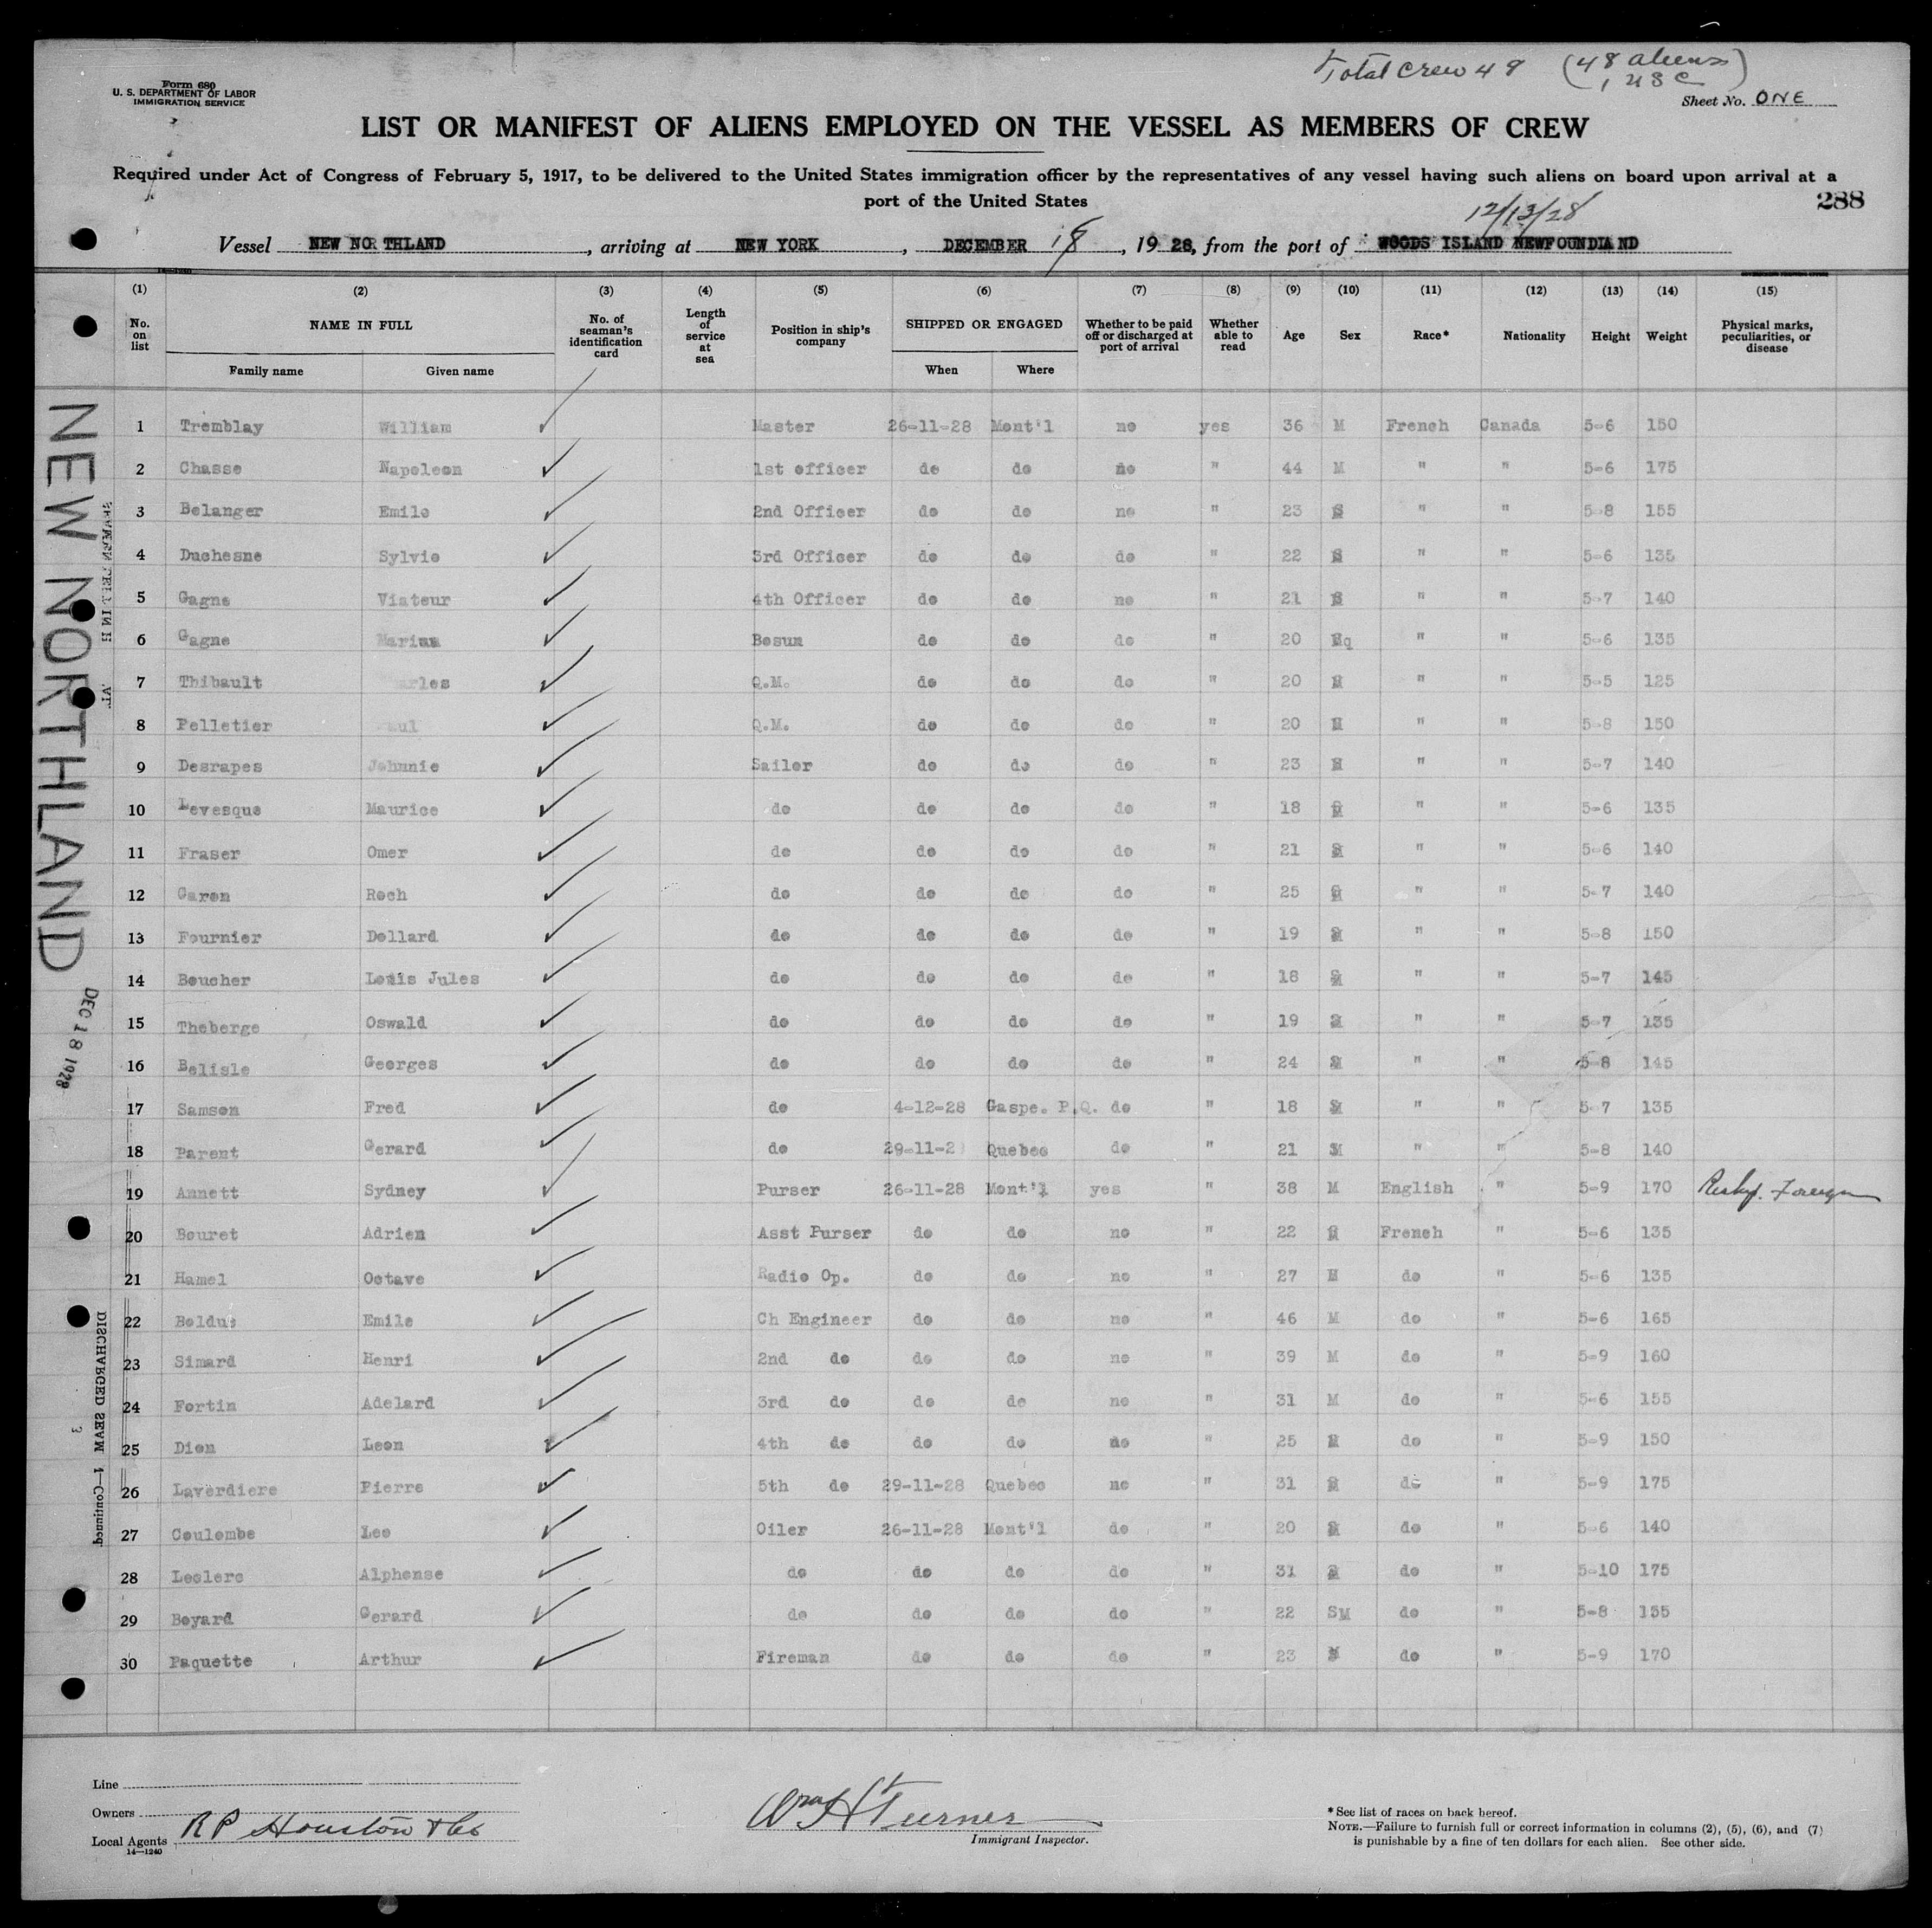 Total Crew 49 (48 aliens)
1 USC
Form 680
U. S. DEPARTMENT OF LABOR
IMMIGRATION SERVICE
Sheet No. ONE
LIST OR MANIFEST OF ALIENS EMPLOYED ON THE VESSEL AS MEMBERS OF CREW
Required under Act of Congress of February 5, 1917, to be delivered to the United States immigration officer by the representatives of any vessel having such aliens on board upon arrival at a
port of the United States
288
12/13/28
Vessel NEW NORTHLAND, arriving at NEW YORK, DECEMBER 18, 1928, from the port of WOODS ISLAND NEWFOUNDLAND
(1) (2) (3) (4) (5) (6) (7) (8) (9) (10) (11) (12) (13) (14) (15)
No. on list NAME IN FULL Family name Given name No. of seaman's identification card Length of service at sea Position in ship's company SHIPPED OR ENGAGED When Where Whether to be paid off or discharged at port of arrival Whether able to read Age Sex Race* Nationality Height Weight Physical marks, peculiarities, or disease
1 Tremblay William Master 26-11-28 Mont'l no yes 36 M French Canada 5-6 150
2 Chasse Napoleon 1st officer do do no " 44 M " " 5-6 175
3 Belanger Emile 2nd Officer do do no " 23 " " 5-8 155
4 Duchesne Sylvio 3rd Officer do do do " 22 " " 5-6 135
5 Gagne Viateur 4th Officer do do no " 21 " " 5-7 140
6 Gagne Bosun do do do " 20 " " 5-6 135
7 Thibault Q.M. do do do " 20 " " 5-5 125
8 Pelletier Q.M. do do do " 20 " " 5-8 150
9 Desrapes Johnnie Sailor do do do " 23 " " 5-7 140
10 Levesque Maurice do do do do " 18 " " 5-6 135
11 Fraser Omer do do do do " 21 " " 5-6 140
12 Garon Roch do do do do " 25 " " 5-7 140
13 Fournier Dollard do do do do " 19 " " 5-8 150
14 Boucher Louis Jules do do do do " 18 " " 5-7 145
15 Theberge Oswald do do do do " 19 " " 5-7 135
16 Belisle Georges do do do do " 24 " " 5-8 145
17 Samson Fred do 4-12-28 Gaspe. P.Q. do " 18 " " 5-7 135
18 Parent Gerard do 29-11-2 Quebec do " 21 " " 5-8 140
19 Annett Sydney Purser 26-11-28 Mont'l yes " 38 M English " 5-9 170
20 Bouret Adrien Asst Purser do do no " 22 French " 5-6 135
21 Hamel Octave Radio Op. do do no " 27 M do " 5-6 135
22 Bolduc Emile Ch Engineer do do no " 46 M do " 5-6 165
23 Simard Henri 2nd do do do no " 39 M do " 5-9 160
24 Fortin Adelard 3rd do do do no " 31 M do " 5-6 155
25 Dion Leon 4th do do do no " 25 do " 5-9 150
26 Laverdiere Pierre 5th do 29-11-28 Quebec no " 31 do " 5-9 175
27 Coulombe Leo Oiler 26-11-28 Mont'l do " 20 do " 5-6 140
28 Leclerc Alphonse do do do do " 31 do " 5-10 175
29 Boyard Gerard do do do do " 22 SM do " 5-8 155
30 Paquette Arthur Fireman do do do " 23 do " 5-9 170
NEW NORTHLAND
DEC 18 1928
Line
Owners
Local Agents R P Houston & Co
14—1240
Wm H Turner
Immigrant Inspector.
* See list of races on back hereof.
NOTE.—Failure to furnish full or correct information in columns (2), (5), (6), and (7)
is punishable by a fine of ten dollars for each alien. See other side.